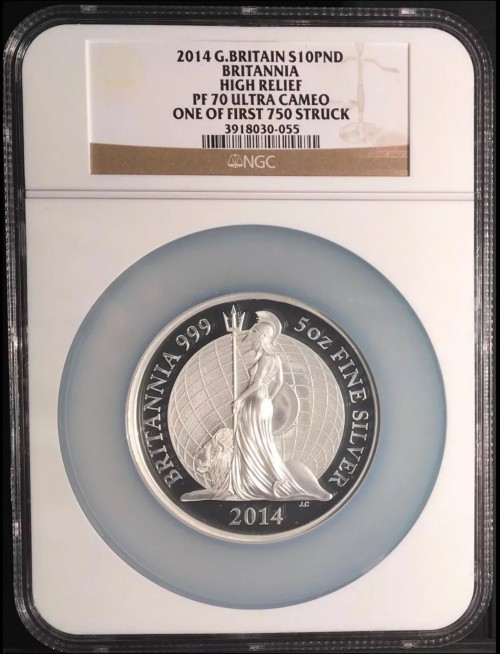 2014 G.BRITAIN S10PND
BRITANNIA
HIGH RELIEF
PF 70 ULTRA CAMEO
ONE OF FIRST 750 STRUCK
3918030-055
NGC
BRITANNIA 999
5oz FINE SILVER
J.C
2014